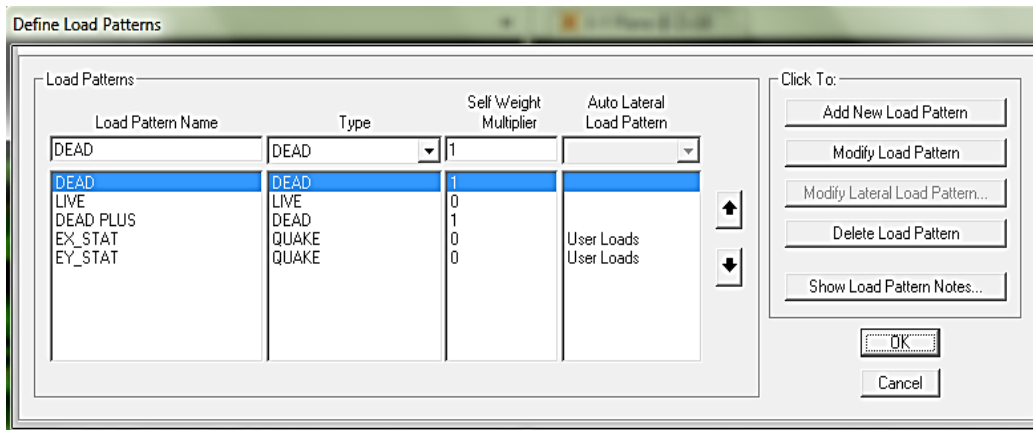 Define Load Patterns
Load Patterns
Click To:
Load Pattern Name Type Self Weight Multiplier Auto Lateral Load Pattern
DEAD DEAD 1
DEAD DEAD 1
LIVE LIVE 0
DEAD PLUS DEAD 1
EX_STAT QUAKE 0 User Loads
EY_STAT QUAKE 0 User Loads
Add New Load Pattern
Modify Load Pattern
Modify Lateral Load Pattern...
Delete Load Pattern
Show Load Pattern Notes...
OK
Cancel